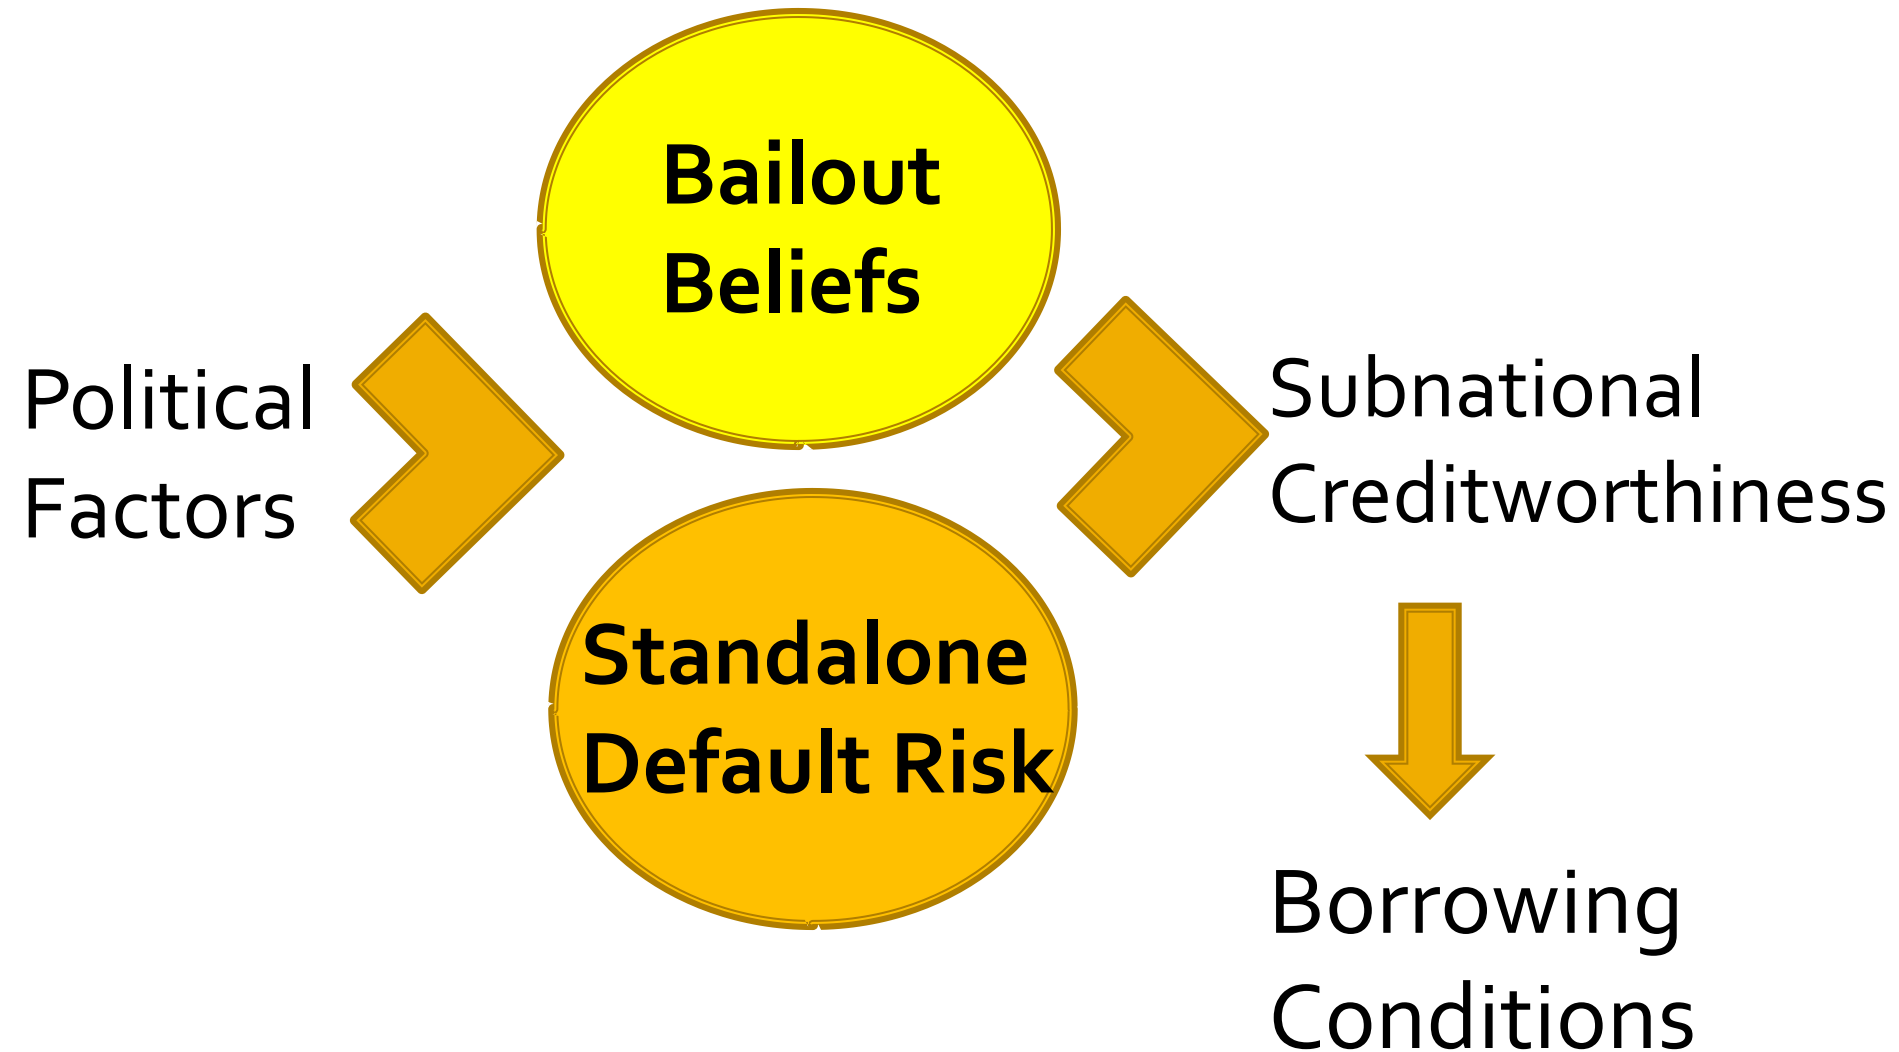 Political
Factors
Bailout
Beliefs
Standalone
Default Risk
Subnational
Creditworthiness
Borrowing
Conditions